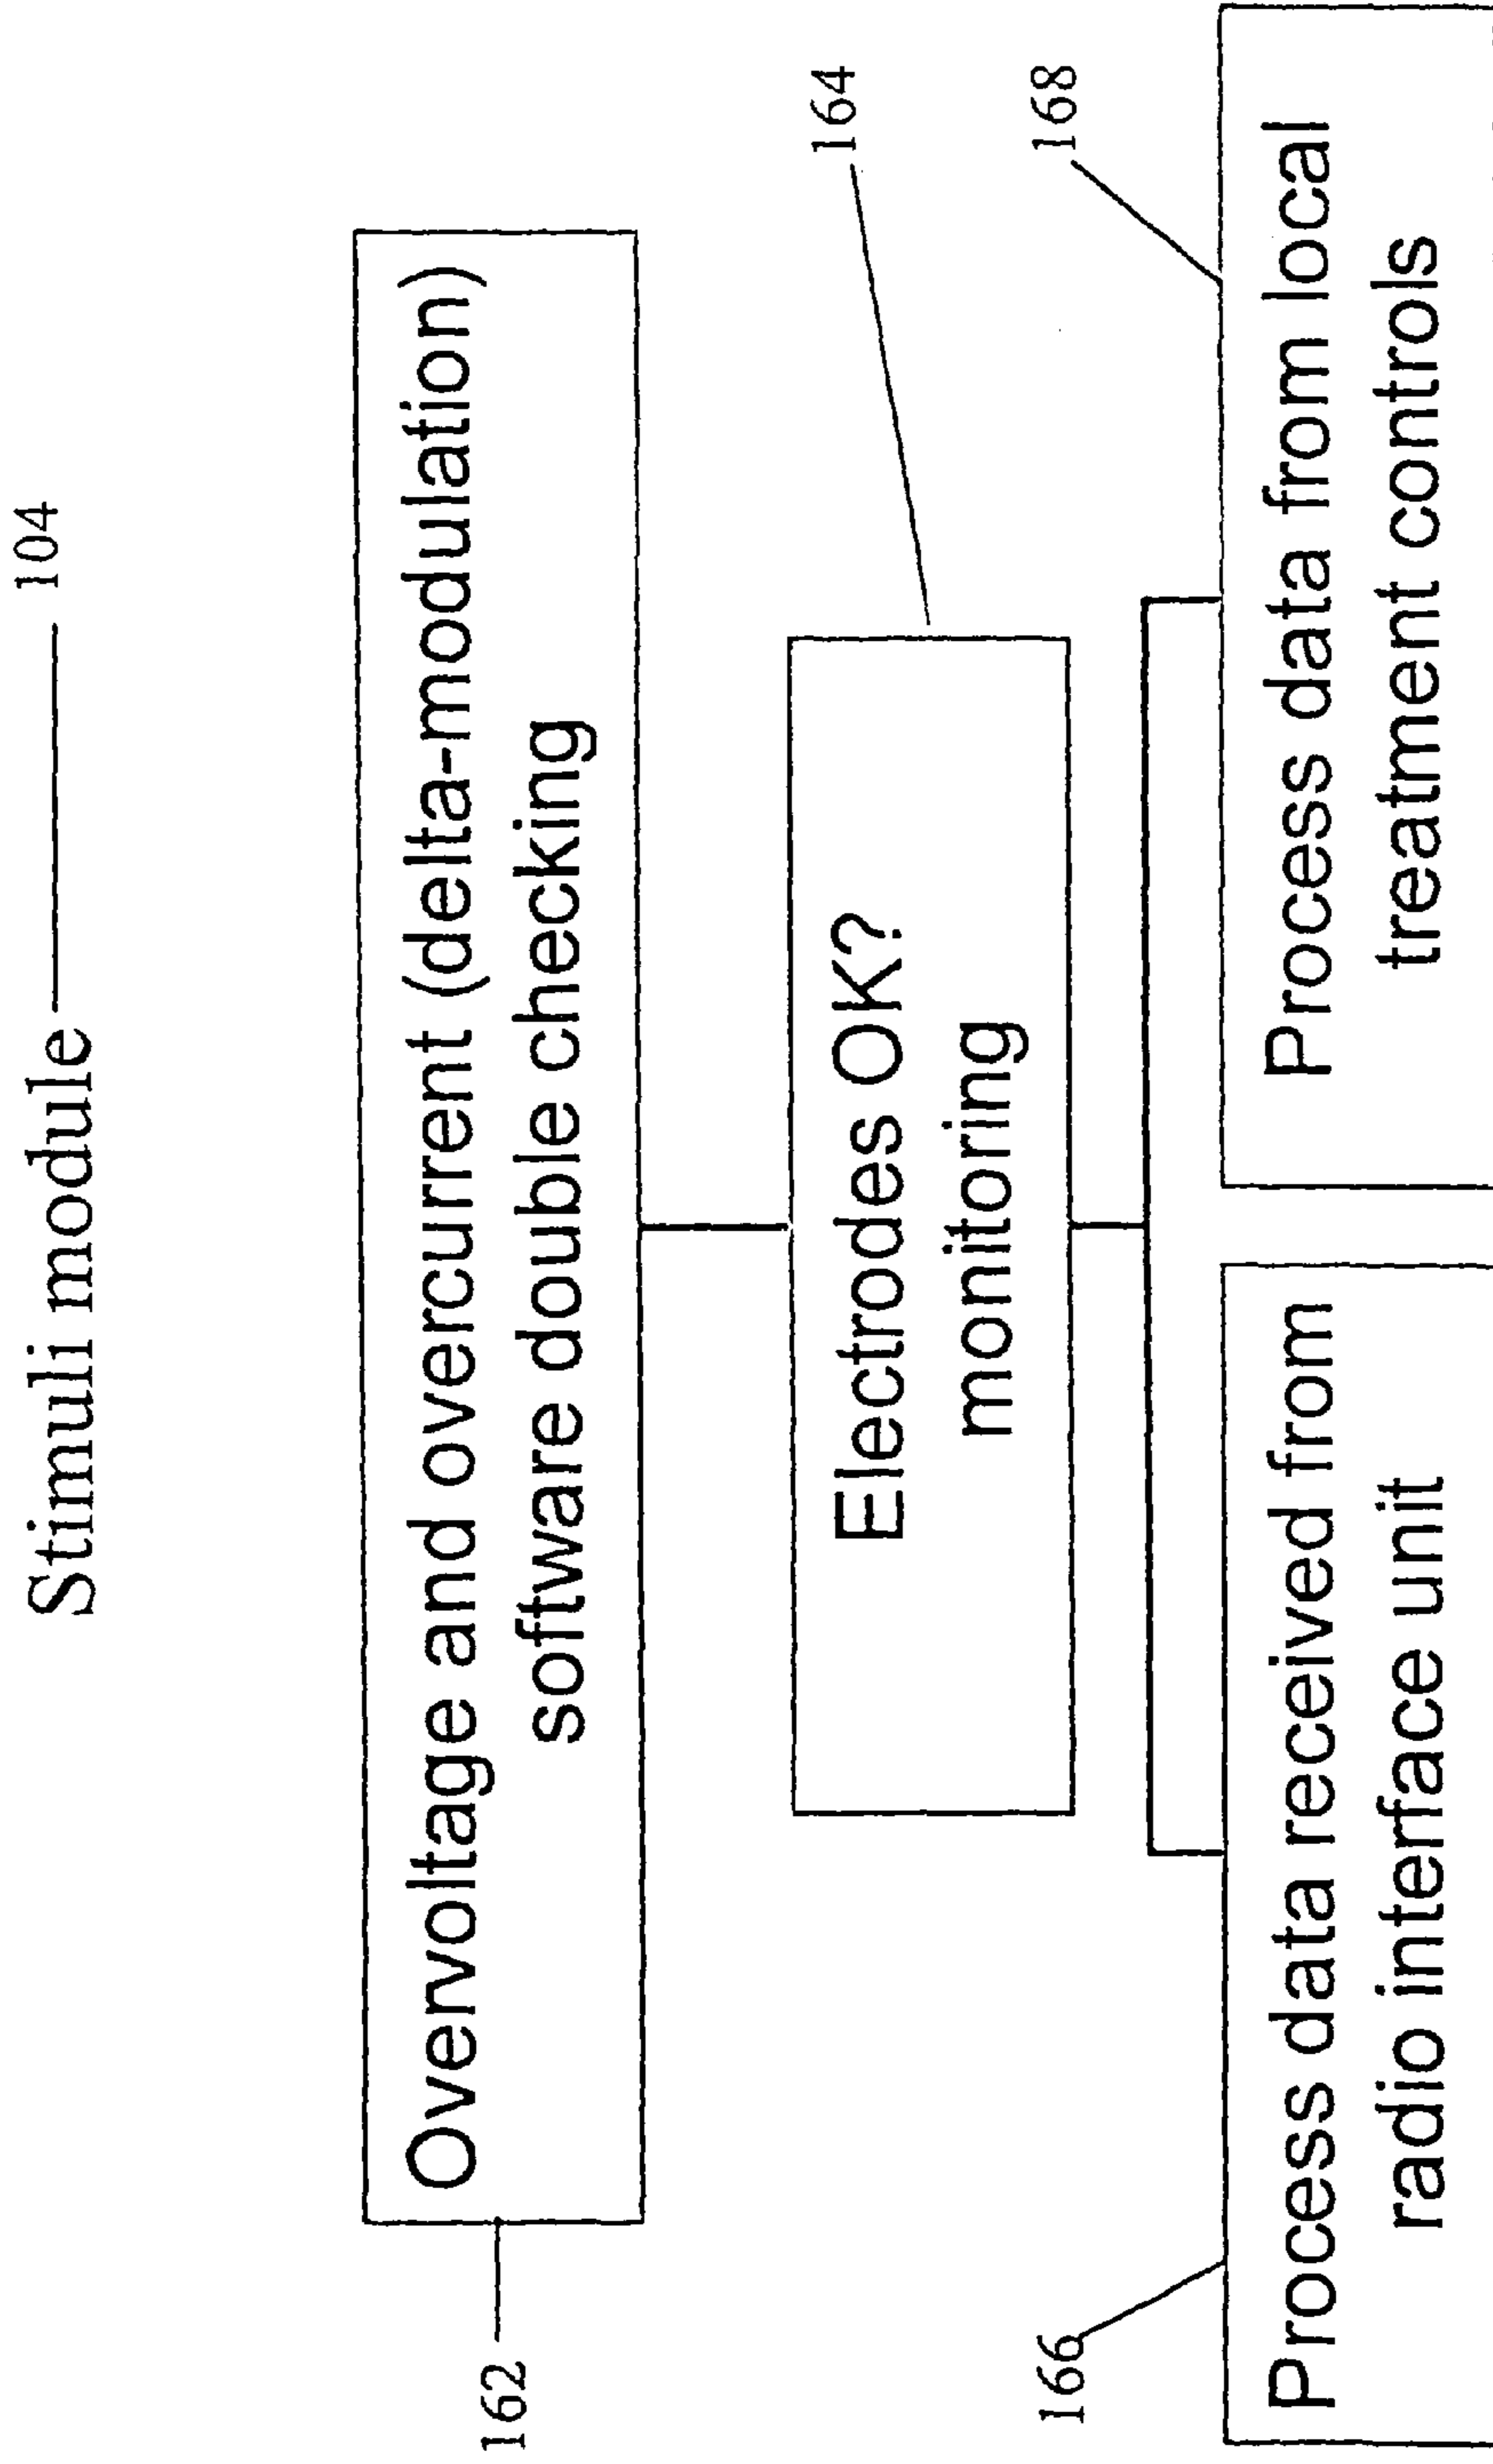 Stimuli module 104
162
Overvoltage and overcurrent (delta-modulation)
software double checking
164
Electrodes OK?
monitoring
166
Process data received from
radio interface unit
168
Process data from local
treatment controls